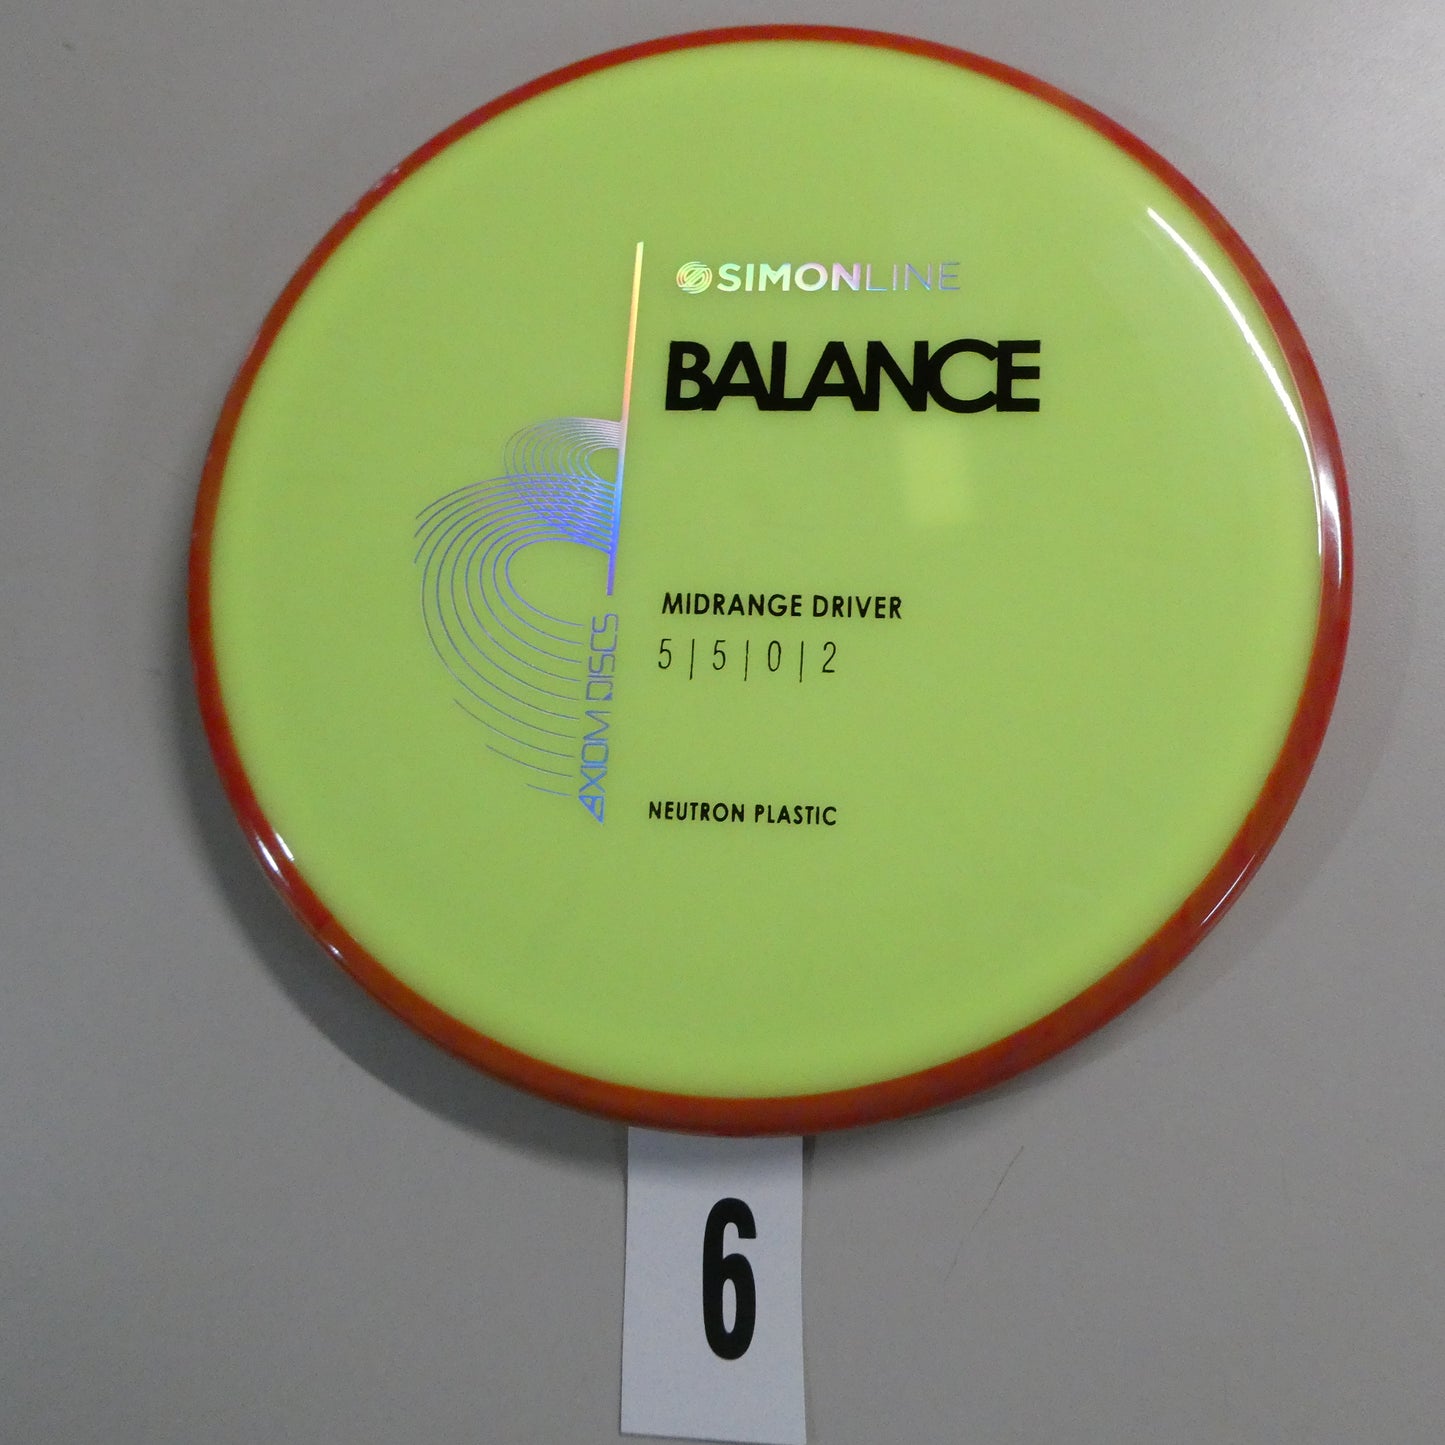 SIMONLINE
BALANCE
MIDRANGE DRIVER
5 | 5 | 0 | 2
AXIOM DISCS
NEUTRON PLASTIC
6